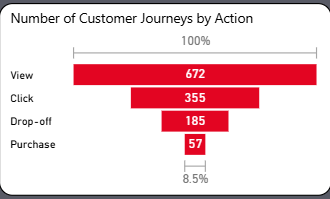 Number of Customer Journeys by Action
100%
View 672
Click 355
Drop-off 185
Purchase 57
8.5%